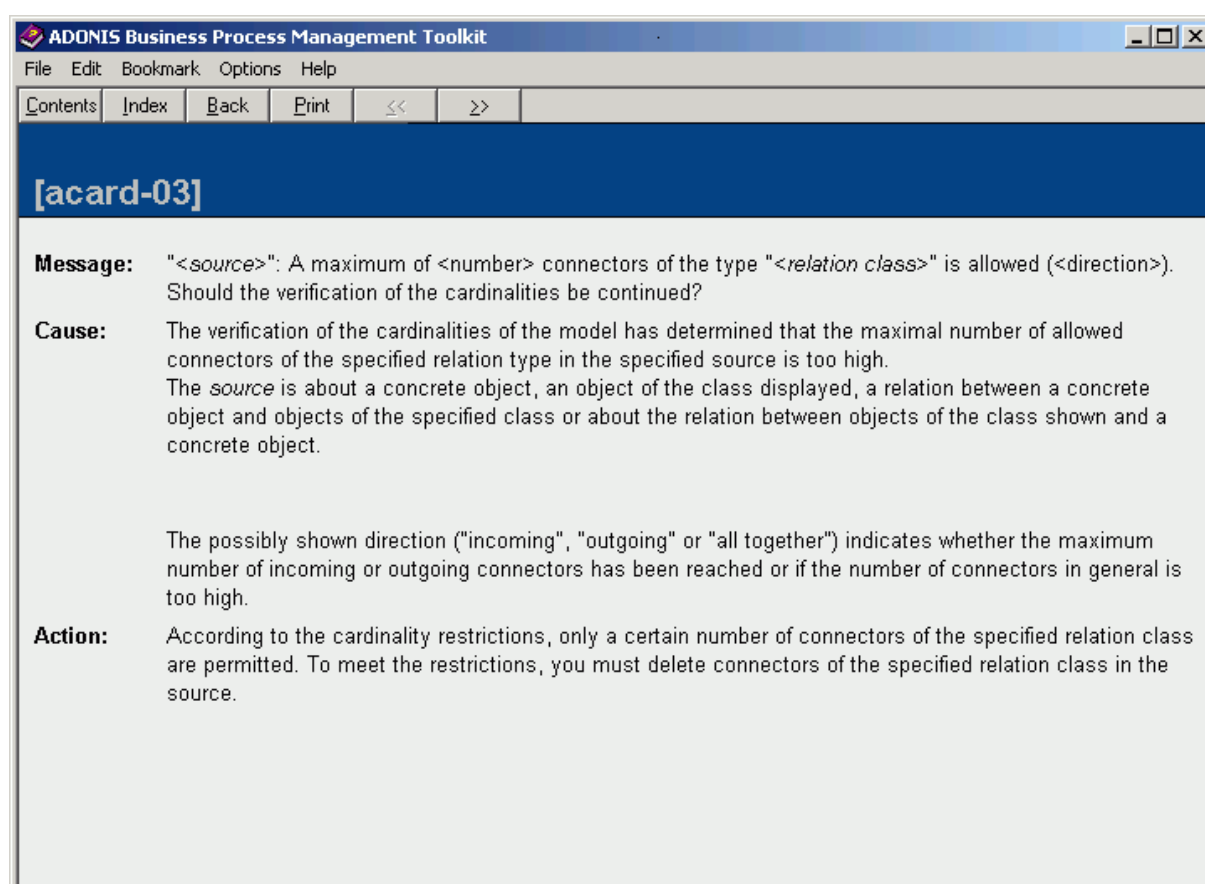 ADONIS Business Process Management Toolkit
File Edit Bookmark Options Help
Contents Index Back Print << >>
[acard-03]
Message: "<source>": A maximum of <number> connectors of the type "<relation class>" is allowed (<direction>).
Should the verification of the cardinalities be continued?
Cause: The verification of the cardinalities of the model has determined that the maximal number of allowed
connectors of the specified relation type in the specified source is too high.
The source is about a concrete object, an object of the class displayed, a relation between a concrete
object and objects of the specified class or about the relation between objects of the class shown and a
concrete object.
The possibly shown direction ("incoming", "outgoing" or "all together") indicates whether the maximum
number of incoming or outgoing connectors has been reached or if the number of connectors in general is
too high.
Action: According to the cardinality restrictions, only a certain number of connectors of the specified relation class
are permitted. To meet the restrictions, you must delete connectors of the specified relation class in the
source.